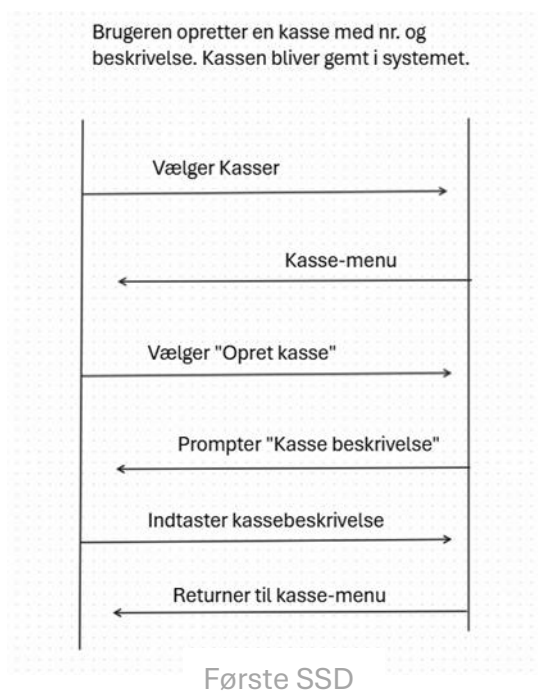 Brugeren opretter en kasse med nr. og
beskrivelse. Kassen bliver gemt i systemet.
Vælger Kasser
Kasse-menu
Vælger "Opret kasse"
Prompter "Kasse beskrivelse"
Indtaster kassebeskrivelse
Returner til kasse-menu
Første SSD